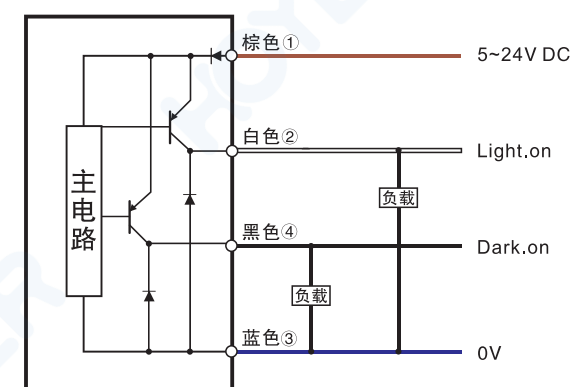 棕色① 5~24V DC
白色② Light.on
负载
主电路
黑色④ Dark.on
负载
蓝色③ 0V
HOYER